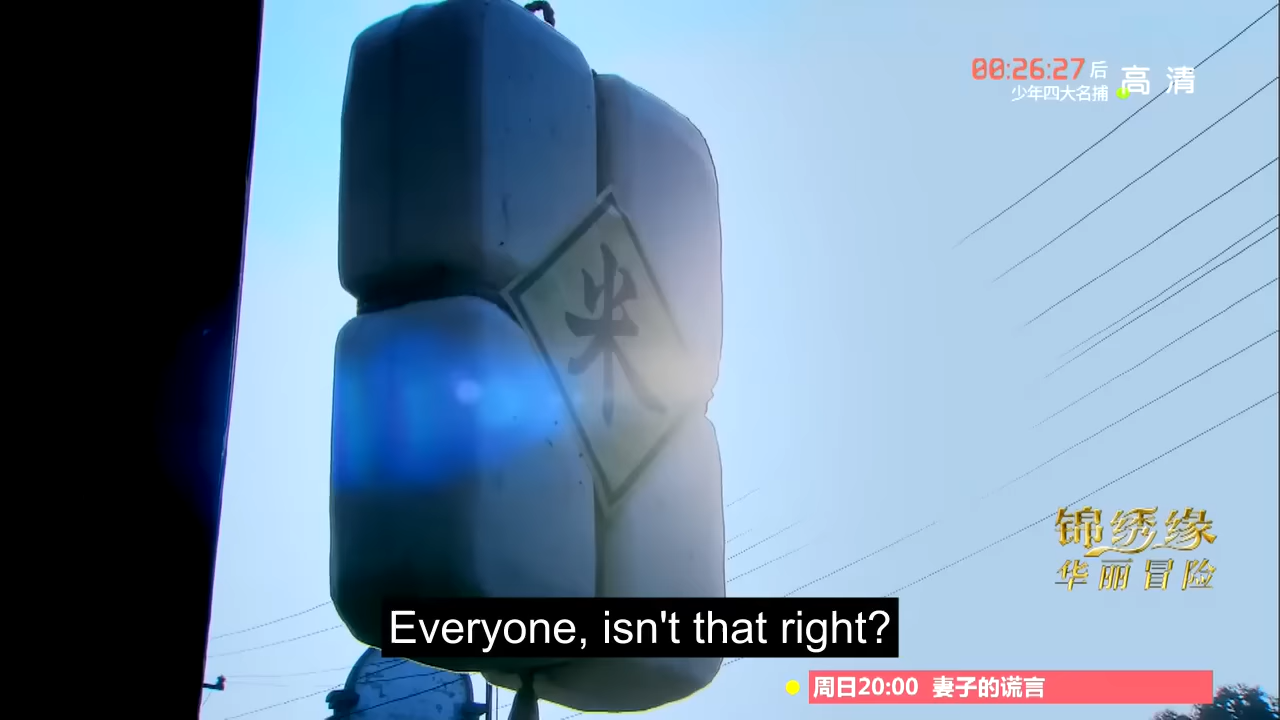 00:26:27后
少年四大名捕
高清
米
锦绣缘
华丽冒险
Everyone, isn't that right?
周日20:00 妻子的谎言